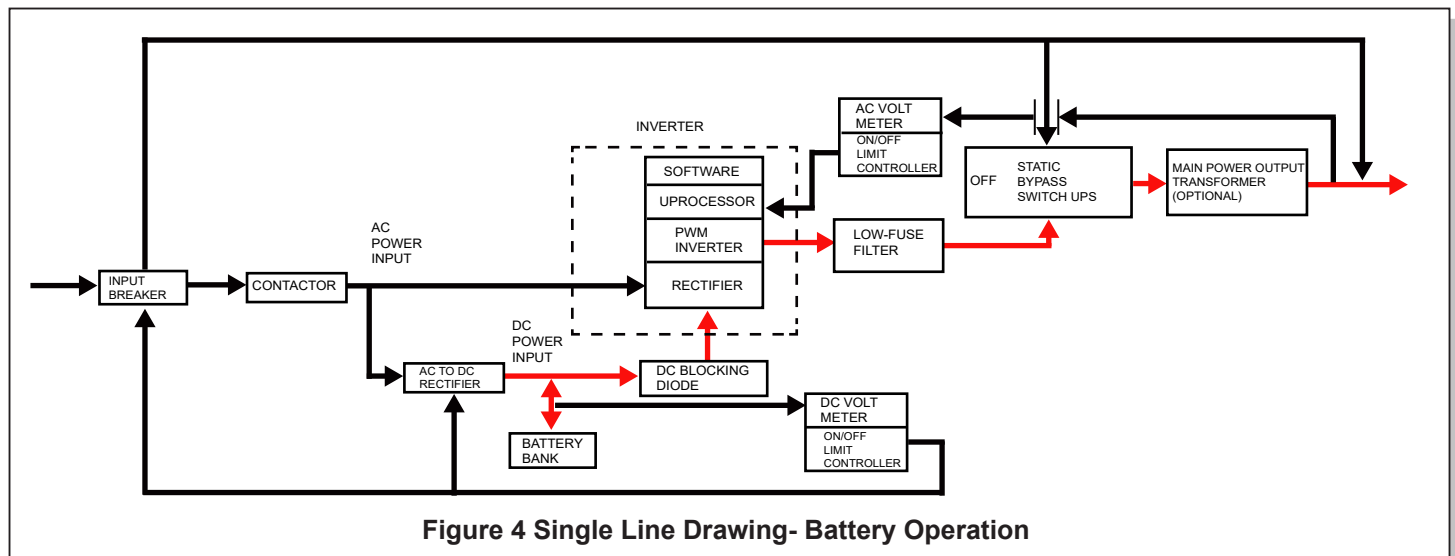 INVERTER
AC VOLT
METER
ON/OFF
LIMIT
CONTROLLER
SOFTWARE
UPROCESSOR
PWM
INVERTER
RECTIFIER
LOW-FUSE
FILTER
OFF
STATIC
BYPASS
SWITCH UPS
MAIN POWER OUTPUT
TRANSFORMER
(OPTIONAL)
AC
POWER
INPUT
INPUT
BREAKER
CONTACTOR
DC
POWER
INPUT
AC TO DC
RECTIFIER
DC BLOCKING
DIODE
BATTERY
BANK
DC VOLT
METER
ON/OFF
LIMIT
CONTROLLER
Figure 4 Single Line Drawing- Battery Operation